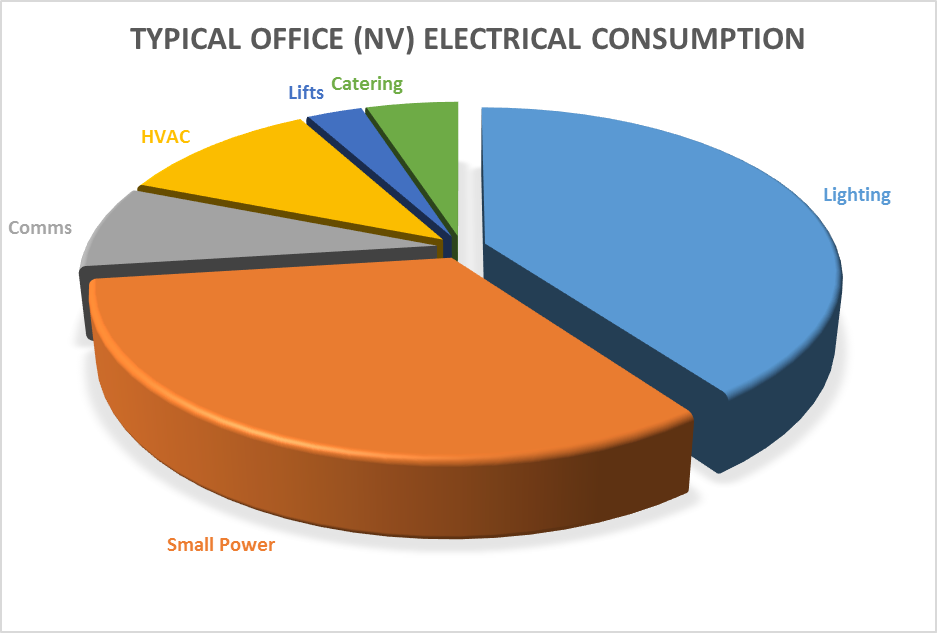 TYPICAL OFFICE (NV) ELECTRICAL CONSUMPTION
Lifts
Catering
HVAC
Lighting
Comms
Small Power